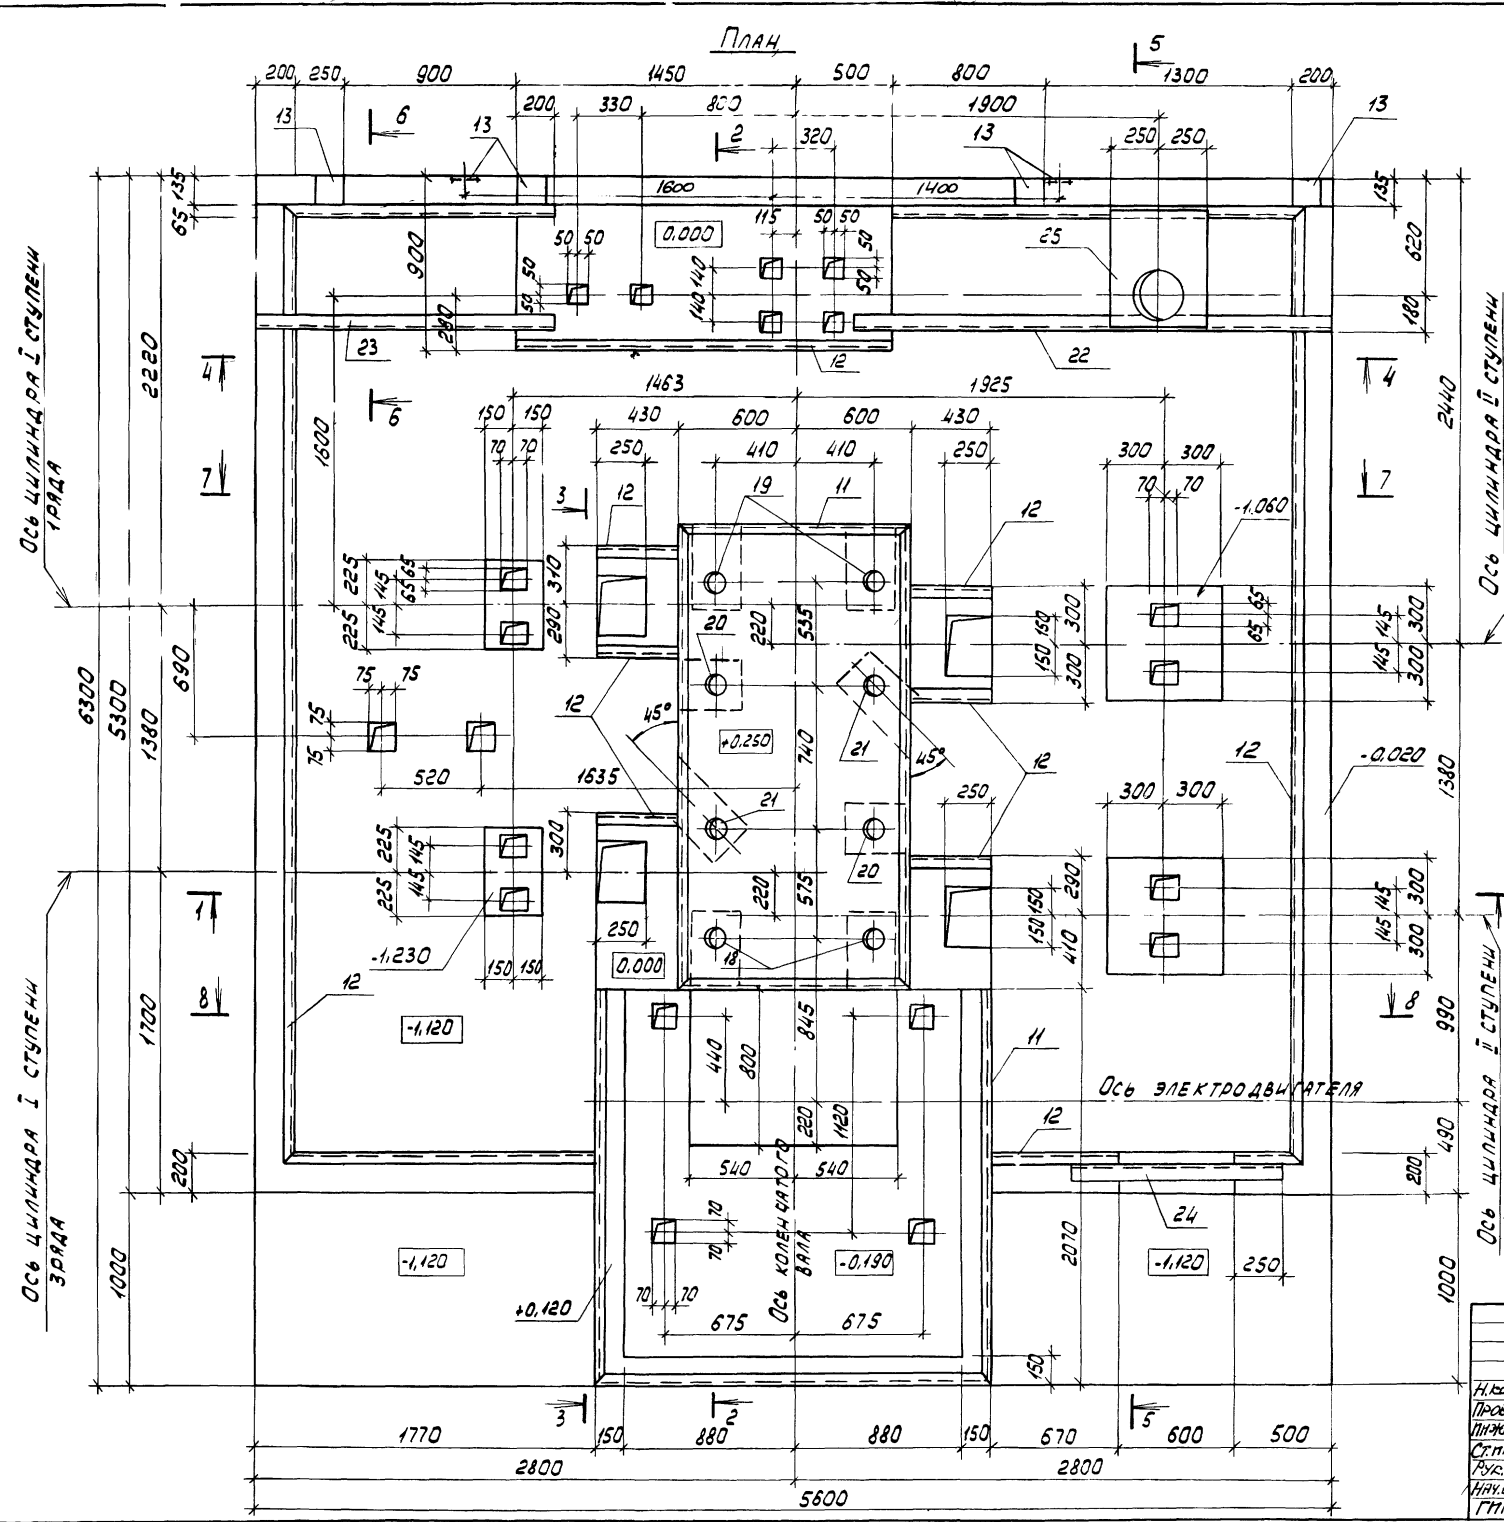 План
5
200 250 900 1450 500 800 1300 200
13 6 200 330 800 1900 13
13 2 320 13 250 250
135 1600 1400 135
65 115 50 50 620
50 50 0.000 50 25
900 50 140 50
50 280 140 180
23 12 22
2220 4 4
1463 1925
6 150 150 430 600 600 430 2440
1600 70 70 250 410 410 250 300 300
7 3 12 19 11 12 70 70 7
-1.060
Ось цилиндра I ступени
1 ряда
Ось цилиндра II ступени
225 145 65 65 310 220 535 150 300 65 145 300
225 145 290 20 150 300 65 145 300
6300 5300 1380 690
75 75 12 45°
75 +0.250 740 21 45° 12 12 -0.020
75 520 1635 250 300 300 1380
21
225 145 300 290 145 300
225 145 220 575 20 150 150 410 145 300
1 250
-1.230 0.000 18
150 150
12 8 8
-1.120 845 11 990
1700 440 800
Ось электродвигателя
220 1120 12 490
200 540 540 200
24
Ось цилиндра I ступени
3 ряда
Ось цилиндра II ступени
70 70
-1.120 Ось коленчатого
вала -0.190 2070 -1.120 250
1000 70 70 1000
+0.120 675 675
150
3 2 5
1770 150 880 880 150 670 600 500
2800 2800
5600